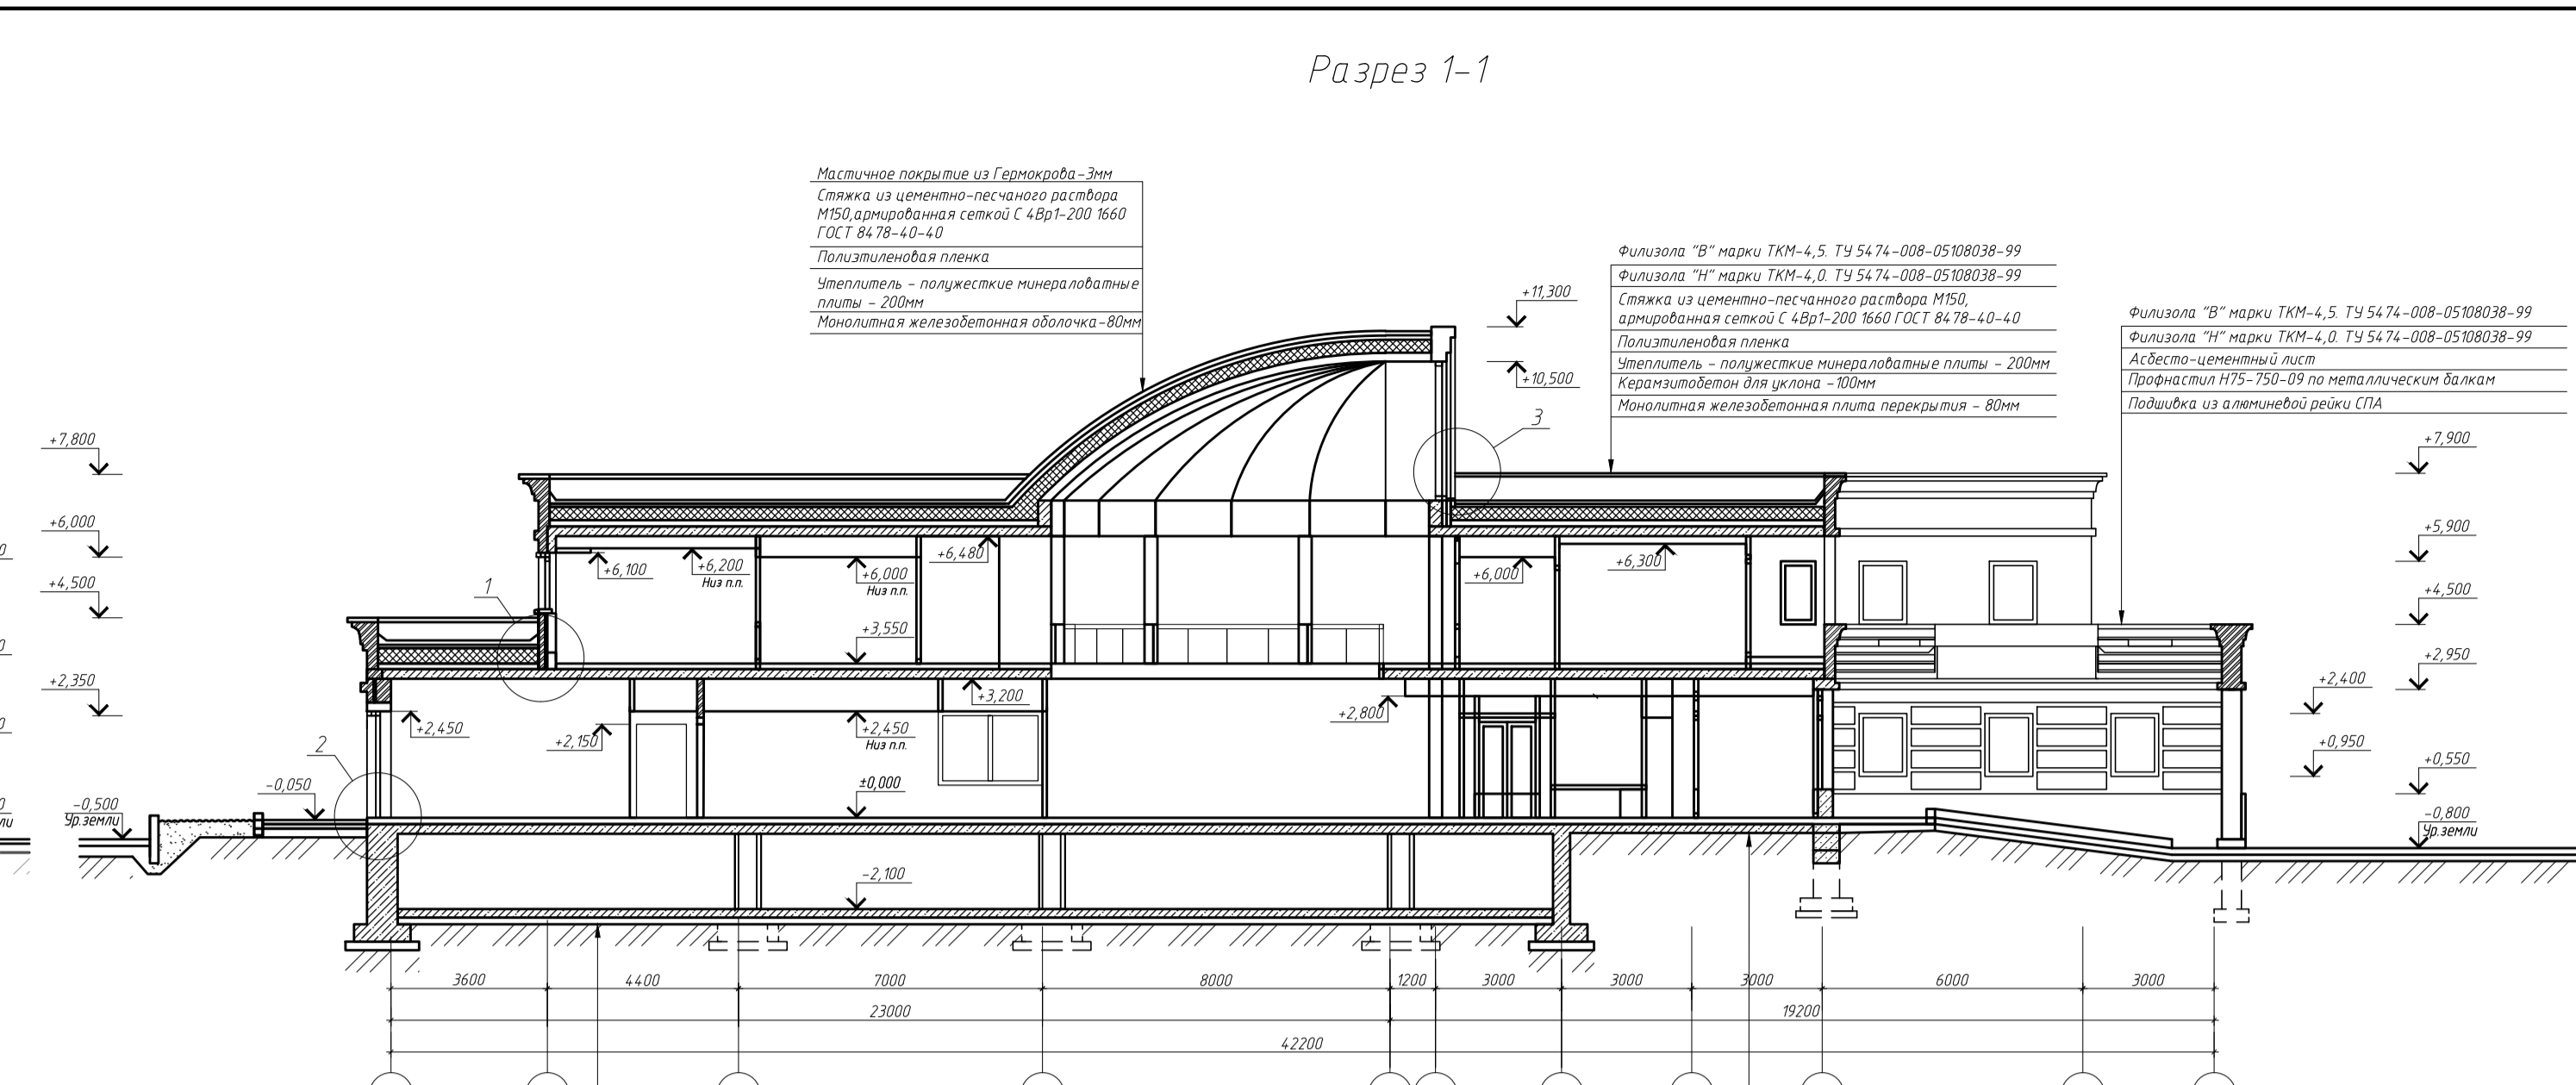 Разрез 1-1
Мастичное покрытие из Гермокрова-3мм
Стяжка из цементно-песчаного раствора
М150,армированная сеткой С 4Вр1-200 1660
ГОСТ 8478-40-40
Полиэтиленовая пленка
Утеплитель - полужесткие минераловатные
плиты - 200мм
Монолитная железобетонная оболочка-80мм
Филизола "В" марки ТКМ-4,5. ТУ 5474-008-05108038-99
Филизола "Н" марки ТКМ-4,0. ТУ 5474-008-05108038-99
Стяжка из цементно-песчанного раствора М150,
армированная сеткой С 4Вр1-200 1660 ГОСТ 8478-40-40
Полиэтиленовая пленка
Утеплитель - полужесткие минераловатные плиты - 200мм
Керамзитобетон для уклона -100мм
Монолитная железобетонная плита перекрытия - 80мм
Филизола "В" марки ТКМ-4,5. ТУ 5474-008-05108038-99
Филизола "Н" марки ТКМ-4,0. ТУ 5474-008-05108038-99
Асбесто-цементный лист
Профнастил Н75-750-09 по металлическим балкам
Подшивка из алюминевой рейки СПА
+11,300
+10,500
3
+7,800
+6,000
+4,500
+2,350
-0,500
Ур.земли
-0,050
1
2
+6,100
+6,200
Низ п.п.
+6,000
Низ п.п.
+6,480
+3,550
+6,000
+6,300
+3,200
+2,450
+2,150
+2,450
Низ п.п.
+2,800
±0,000
-2,100
+7,900
+5,900
+4,500
+2,950
+2,400
+0,950
+0,550
-0,800
Ур.земли
3600 4400 7000 8000 1200 3000 3000 3000 6000 3000
23000 19200
42200